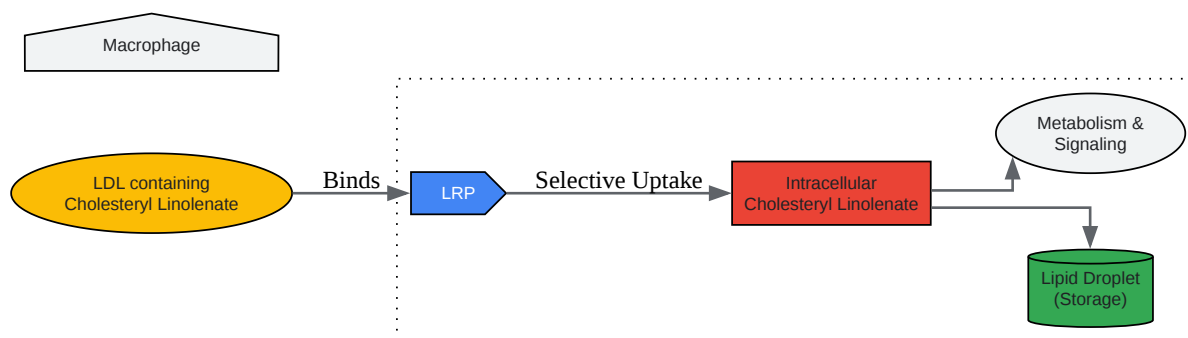 Macrophage
LDL containing
Cholesteryl Linolenate
Binds
LRP
Selective Uptake
Intracellular
Cholesteryl Linolenate
Metabolism &
Signaling
Lipid Droplet
(Storage)